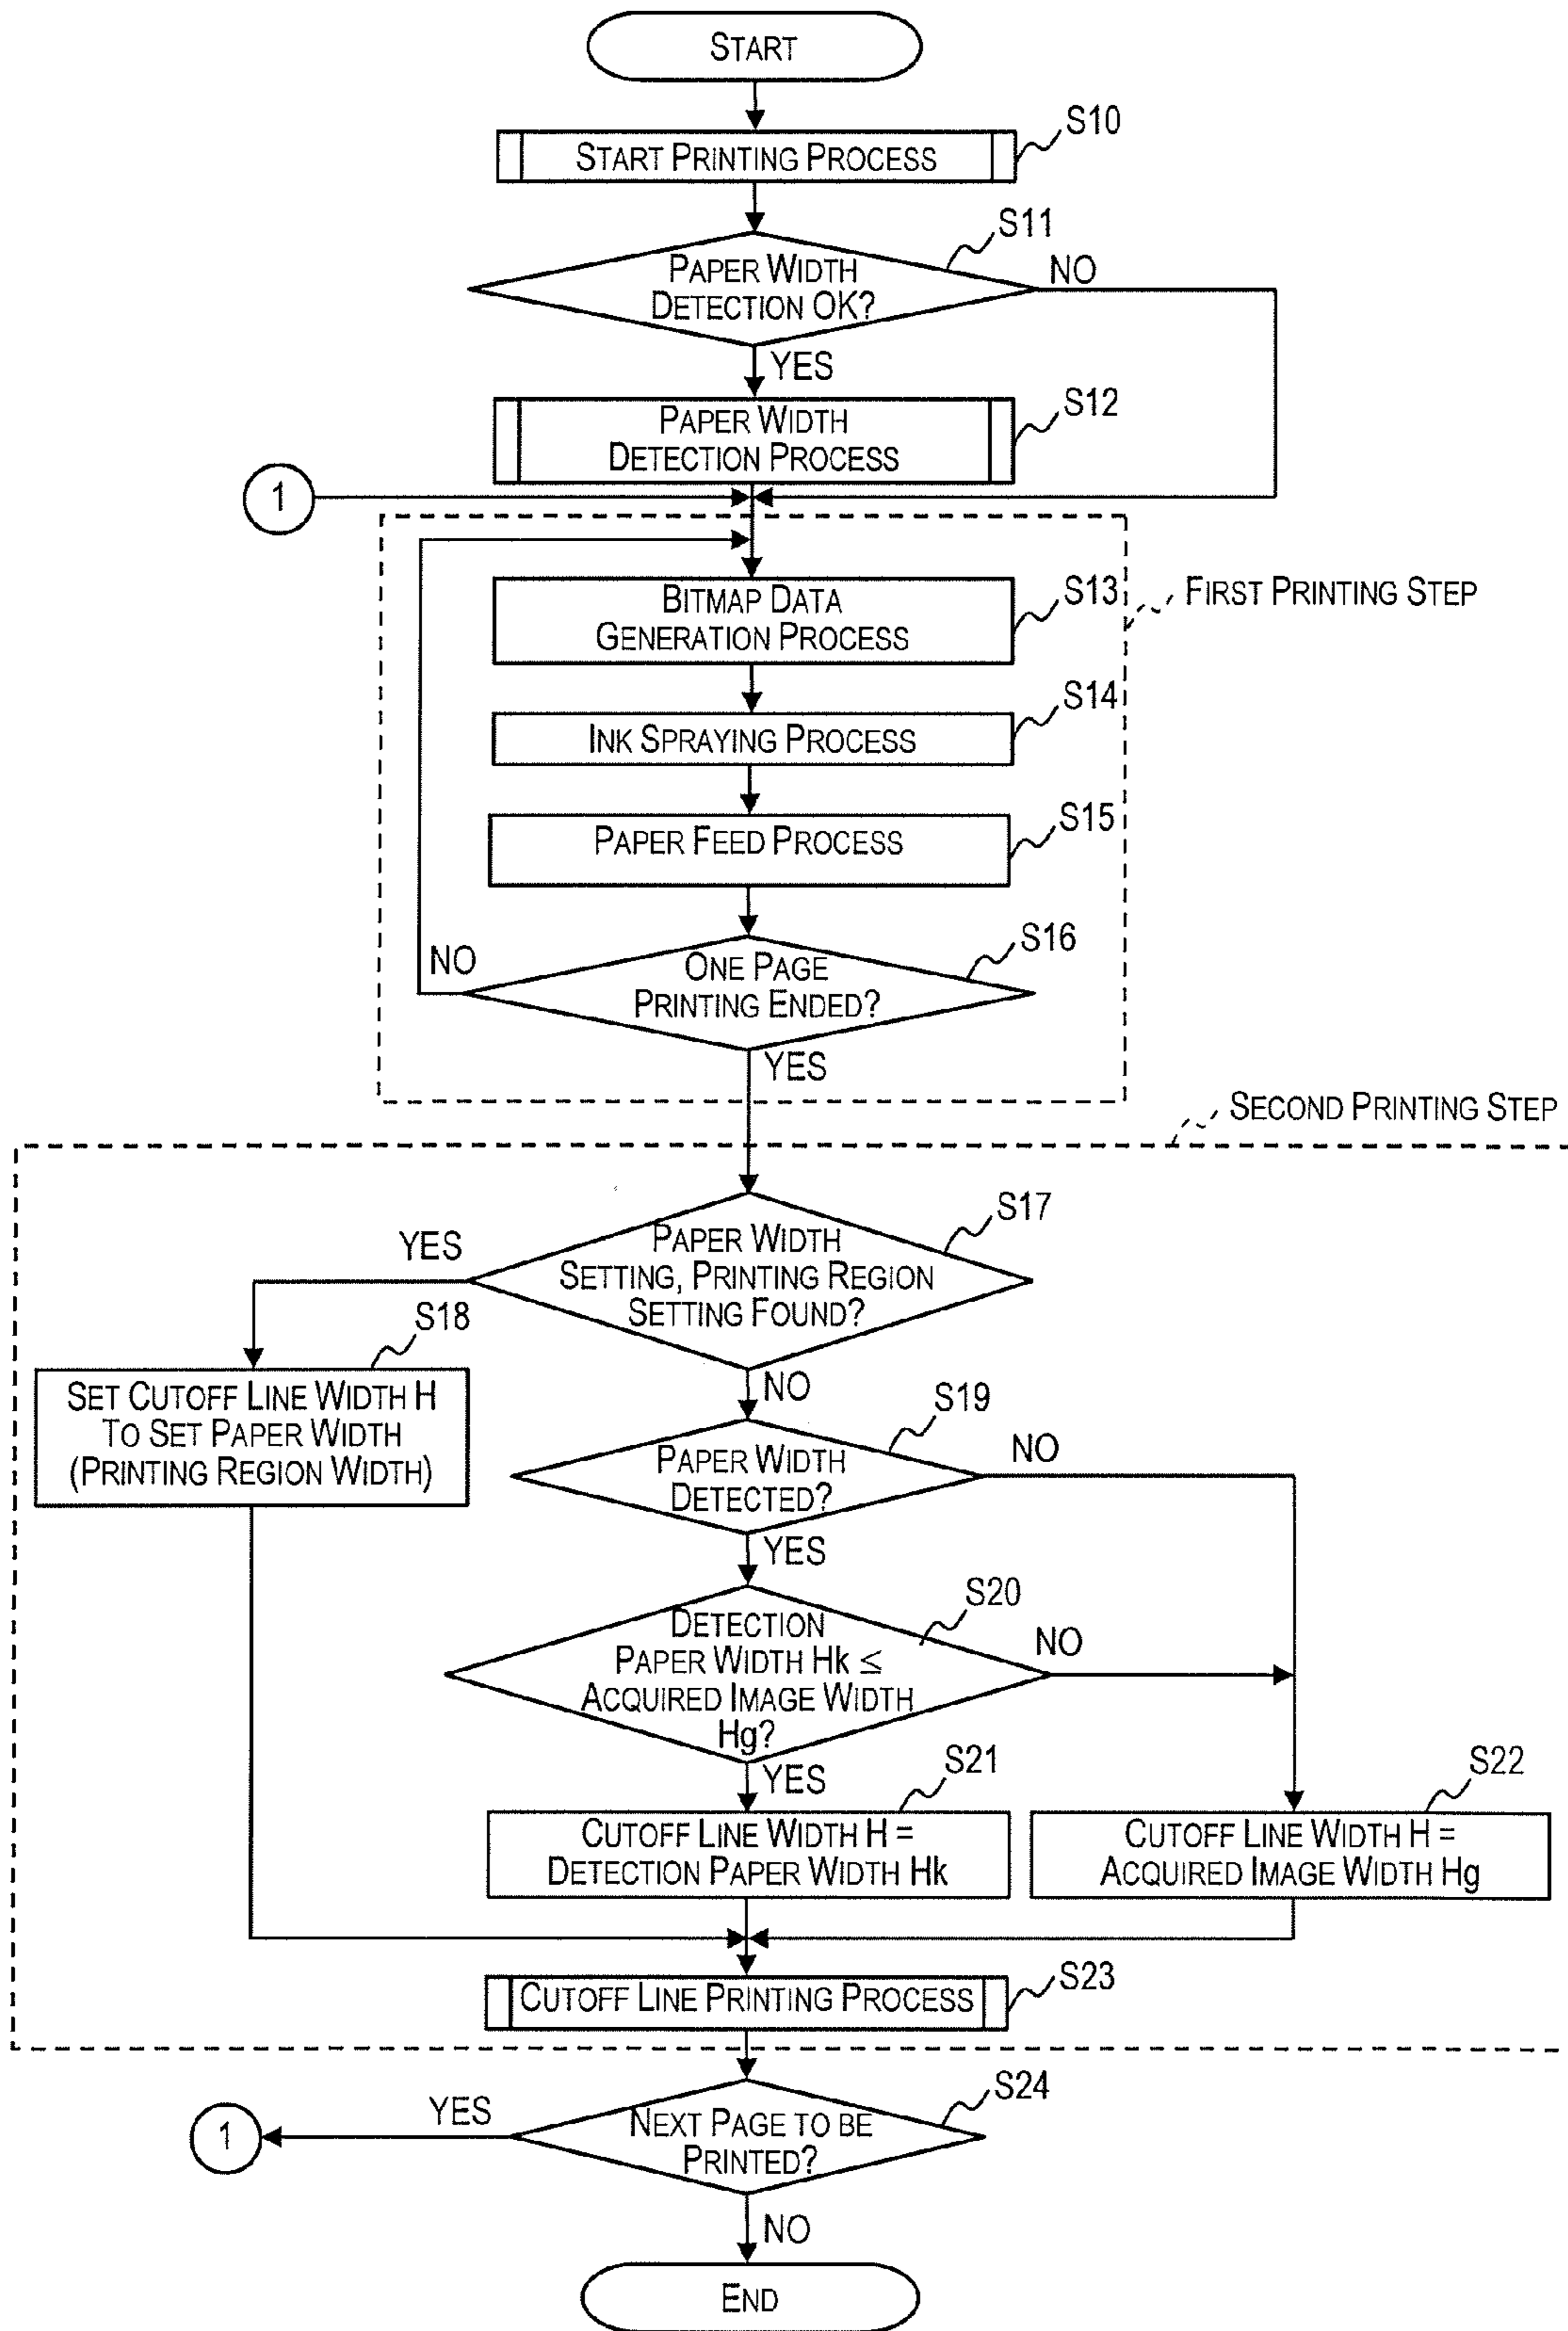 START
START PRINTING PROCESS
S10
PAPER WIDTH
DETECTION OK?
S11
NO
YES
PAPER WIDTH
DETECTION PROCESS
S12
1
BITMAP DATA
GENERATION PROCESS
S13
FIRST PRINTING STEP
INK SPRAYING PROCESS
S14
PAPER FEED PROCESS
S15
ONE PAGE
PRINTING ENDED?
S16
NO
YES
SECOND PRINTING STEP
PAPER WIDTH
SETTING, PRINTING REGION
SETTING FOUND?
S17
YES
NO
SET CUTOFF LINE WIDTH H
TO SET PAPER WIDTH
(PRINTING REGION WIDTH)
S18
PAPER WIDTH
DETECTED?
S19
NO
YES
DETECTION
PAPER WIDTH Hk ≤
ACQUIRED IMAGE WIDTH
Hg?
S20
NO
YES
CUTOFF LINE WIDTH H =
DETECTION PAPER WIDTH Hk
S21
CUTOFF LINE WIDTH H =
ACQUIRED IMAGE WIDTH Hg
S22
CUTOFF LINE PRINTING PROCESS
S23
NEXT PAGE TO BE
PRINTED?
S24
YES
1
NO
END